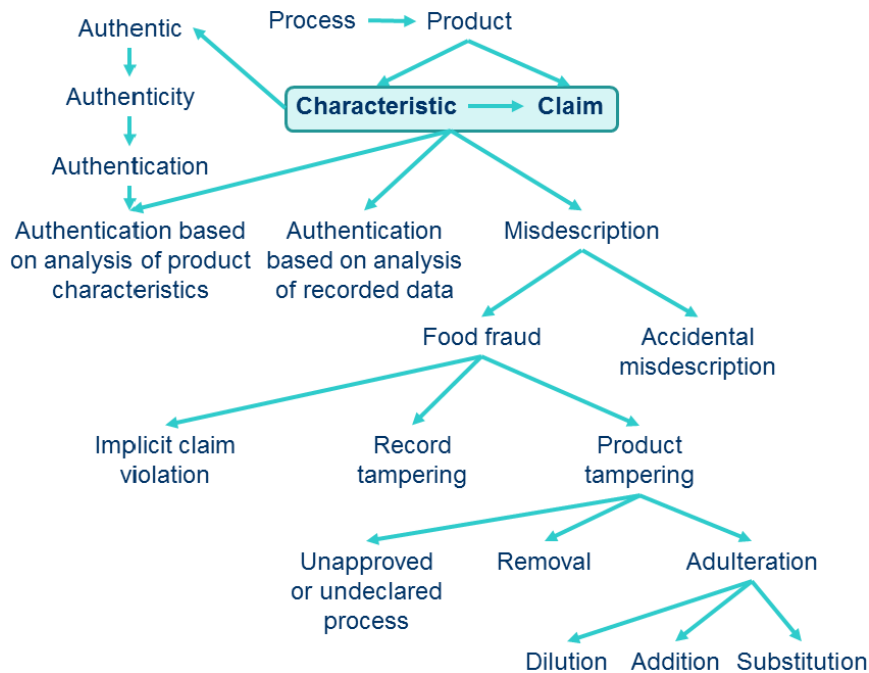 Authentic
Process
Product
Authenticity
Characteristic
Claim
Authentication
Authentication based
on analysis of product
characteristics
Authentication
based on analysis
of recorded data
Misdescription
Food fraud
Accidental
misdescription
Implicit claim
violation
Record
tampering
Product
tampering
Unapproved
or undeclared
process
Removal
Adulteration
Dilution
Addition
Substitution